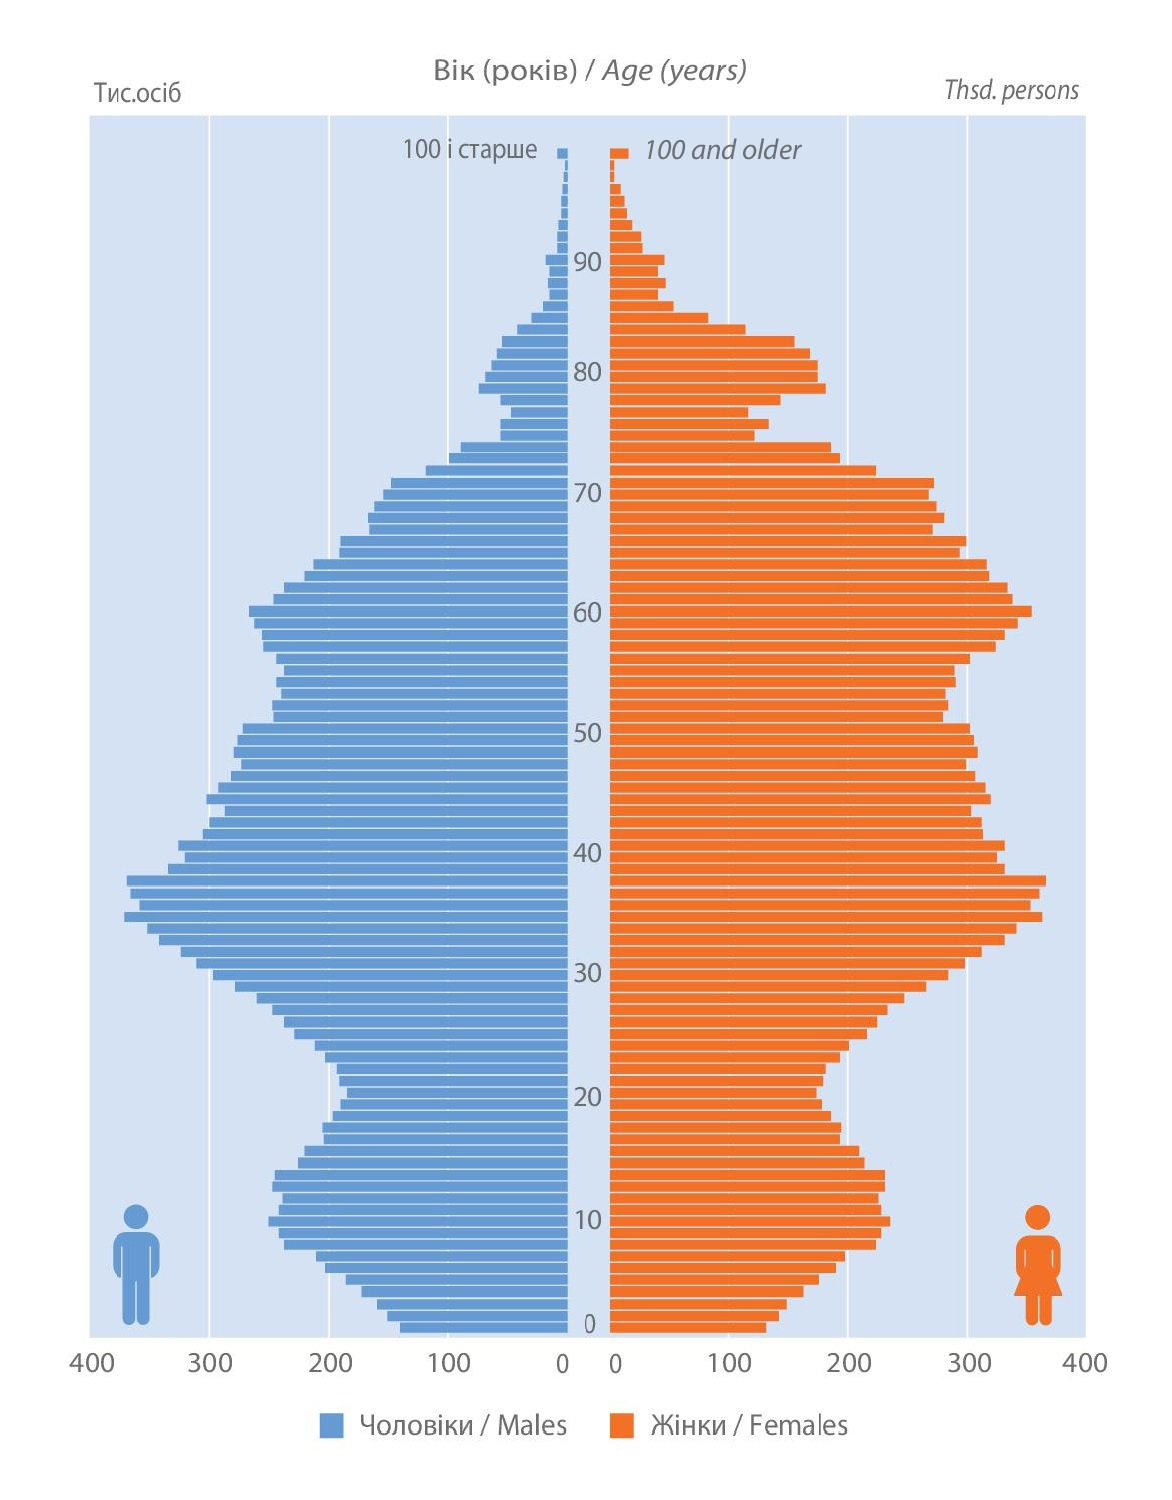 Вік (років) / Age (years)
Тис.осіб
Thsd. persons
100 і старше
100 and older
90
80
70
60
50
40
30
20
10
0
400 300 200 100 0 0 100 200 300 400
Чоловіки / Males Жінки / Females